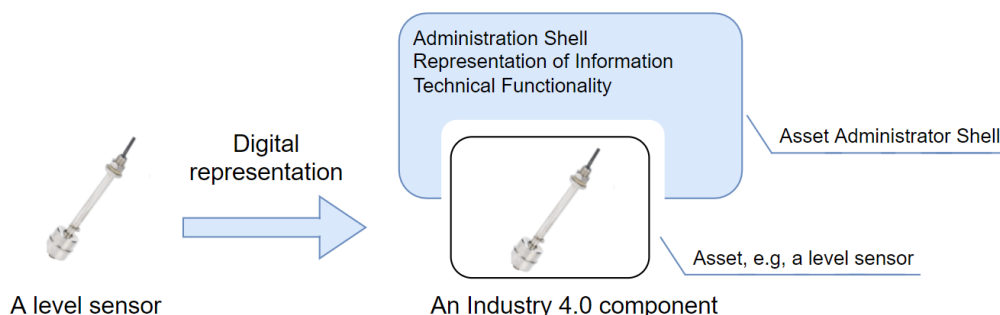 Administration Shell
Representation of Information
Technical Functionality
Digital
representation
Asset Administrator Shell
Asset, e.g, a level sensor
A level sensor
An Industry 4.0 component